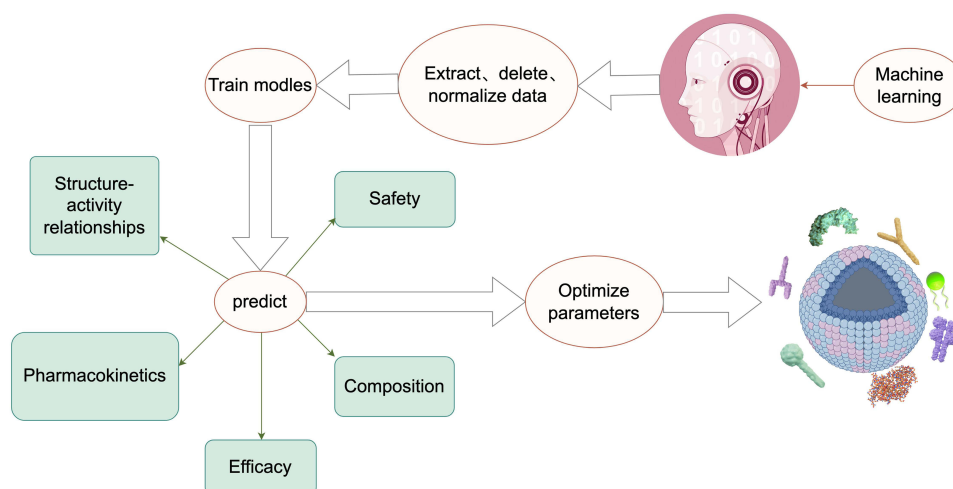 Machine
learning
Extract、delete、
normalize data
Train modles
Structure-
activity
relationships
Safety
predict
Optimize
parameters
Pharmacokinetics
Composition
Efficacy